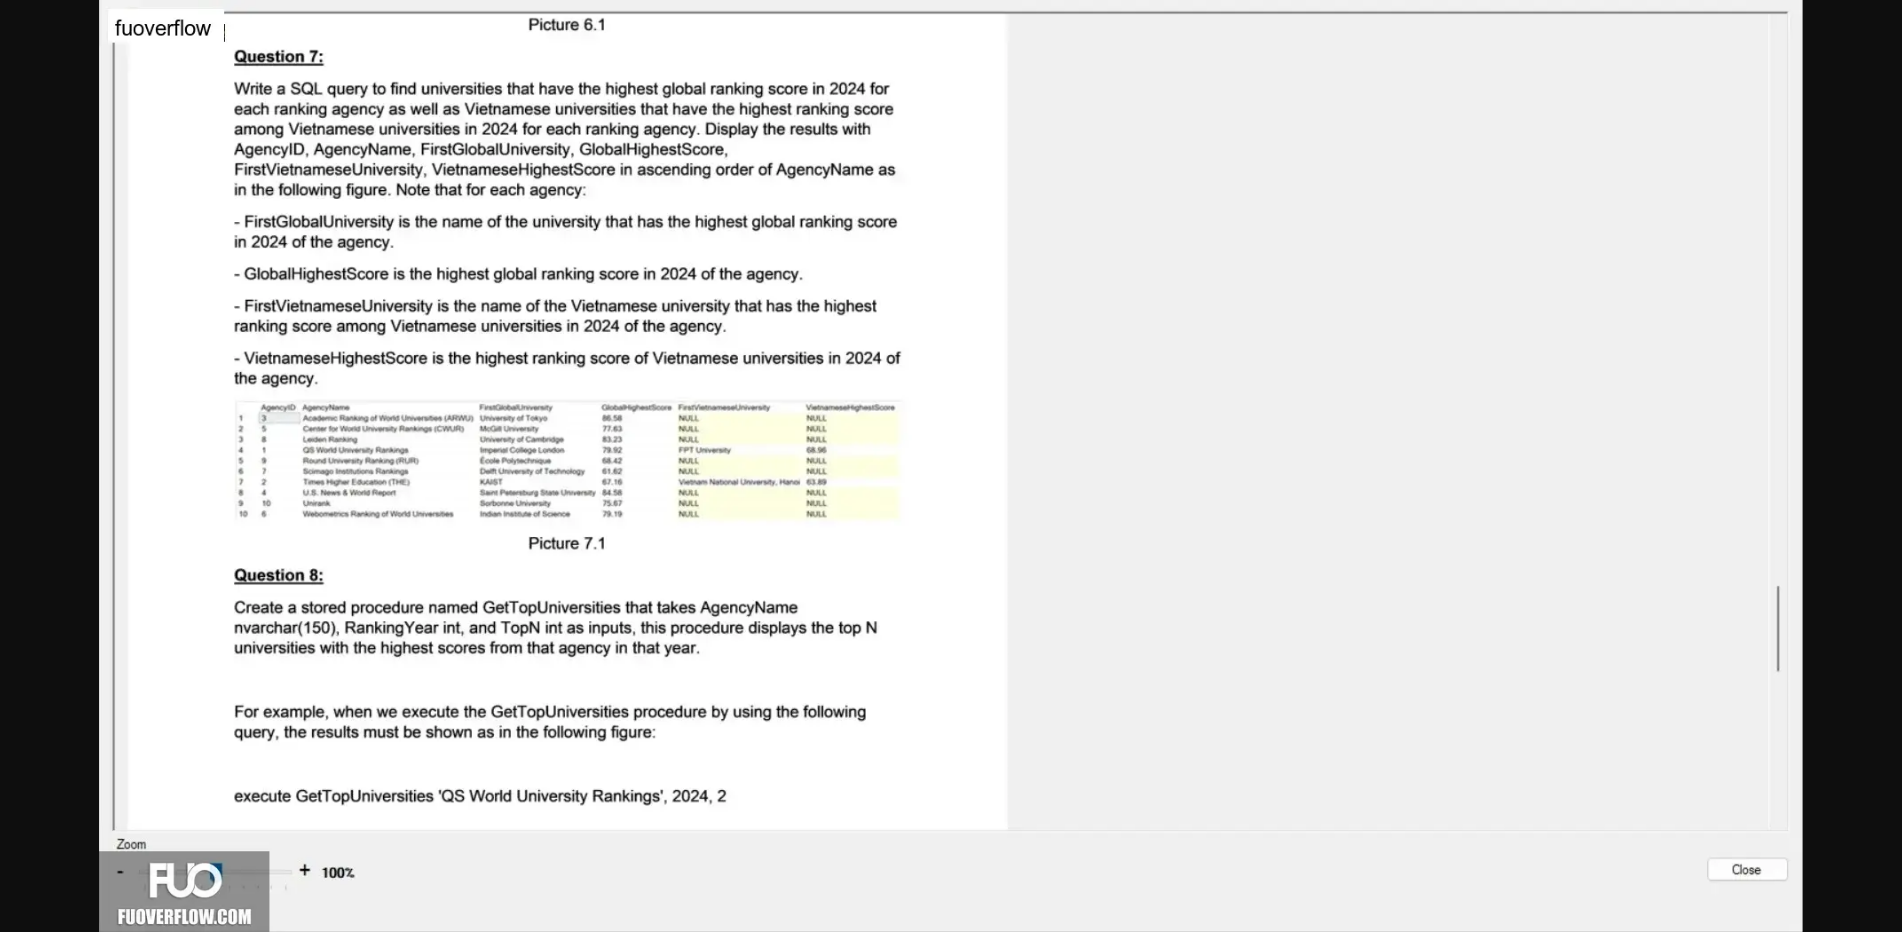 fuoverflow
Picture 6.1
Question 7:
Write a SQL query to find universities that have the highest global ranking score in 2024 for
each ranking agency as well as Vietnamese universities that have the highest ranking score
among Vietnamese universities in 2024 for each ranking agency. Display the results with
AgencyID, AgencyName, FirstGlobalUniversity, GlobalHighestScore,
FirstVietnameseUniversity, VietnameseHighestScore in ascending order of AgencyName as
in the following figure. Note that for each agency:
- FirstGlobalUniversity is the name of the university that has the highest global ranking score
in 2024 of the agency.
- GlobalHighestScore is the highest global ranking score in 2024 of the agency.
- FirstVietnameseUniversity is the name of the Vietnamese university that has the highest
ranking score among Vietnamese universities in 2024 of the agency.
- VietnameseHighestScore is the highest ranking score of Vietnamese universities in 2024 of
the agency.
AgencyID AgencyName FirstGlobalUniversity GlobalHighestScore FirstVietnameseUniversity VietnameseHighestScore
1 3 Academic Ranking of World Universities (ARWU) University of Tokyo 86.58 NULL NULL
2 5 Center for World University Rankings (CWUR) McGill University 77.63 NULL NULL
3 8 Leiden Ranking University of Cambridge 83.23 NULL NULL
4 1 QS World University Rankings Imperial College London 79.92 FPT University 68.96
5 9 Round University Ranking (RUR) École Polytechnique 68.42 NULL NULL
6 7 Scimago Institutions Rankings Delft University of Technology 61.62 NULL NULL
7 2 Times Higher Education (THE) KAIST 67.16 Vietnam National University, Hanoi 63.89
8 4 U.S. News & World Report Saint Petersburg State University 84.58 NULL NULL
9 10 Unirank Sorbonne University 75.67 NULL NULL
10 6 Webometrics Ranking of World Universities Indian Institute of Science 79.19 NULL NULL
Picture 7.1
Question 8:
Create a stored procedure named GetTopUniversities that takes AgencyName
nvarchar(150), RankingYear int, and TopN int as inputs, this procedure displays the top N
universities with the highest scores from that agency in that year.
For example, when we execute the GetTopUniversities procedure by using the following
query, the results must be shown as in the following figure:
execute GetTopUniversities 'QS World University Rankings', 2024, 2
Zoom
- + 100%
Close
FUO
FUOVERFLOW.COM